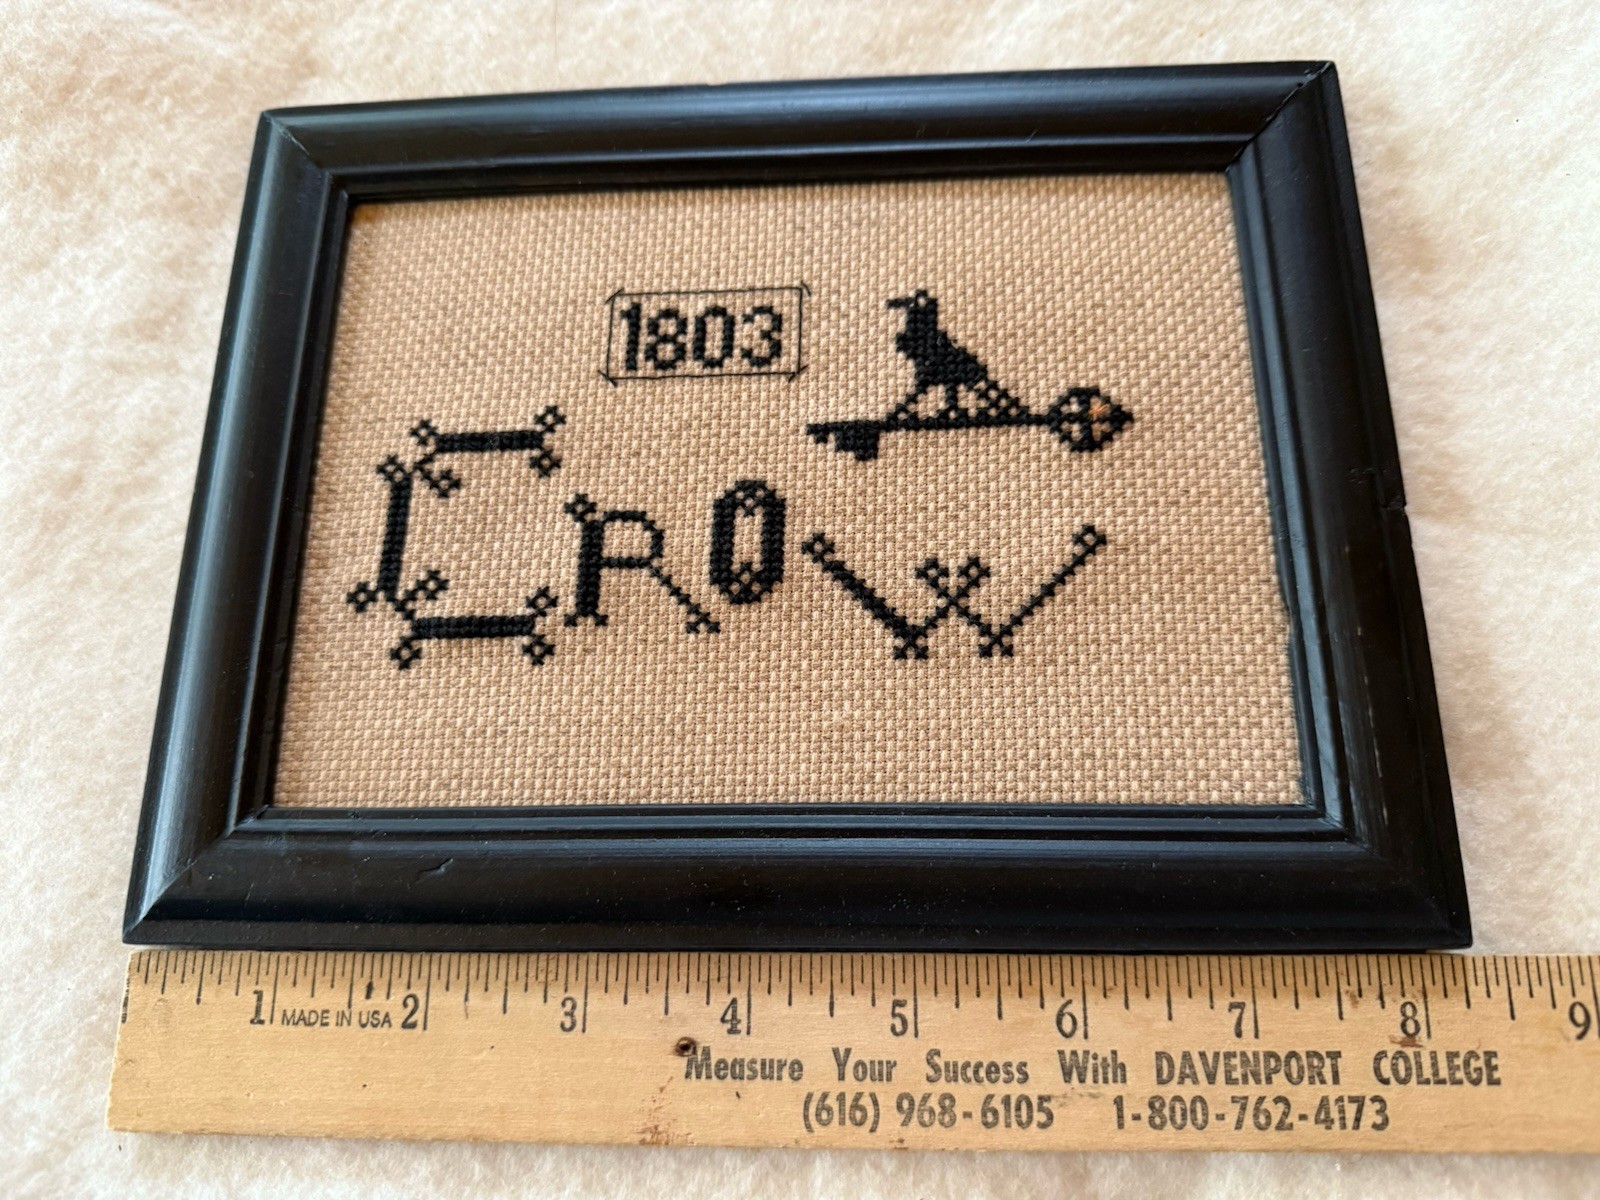 1803
CROW
1 MADE IN USA 2 3 4 5 6 7 8 9
Measure Your Success With DAVENPORT COLLEGE
(616) 968-6105 1-800-762-4173